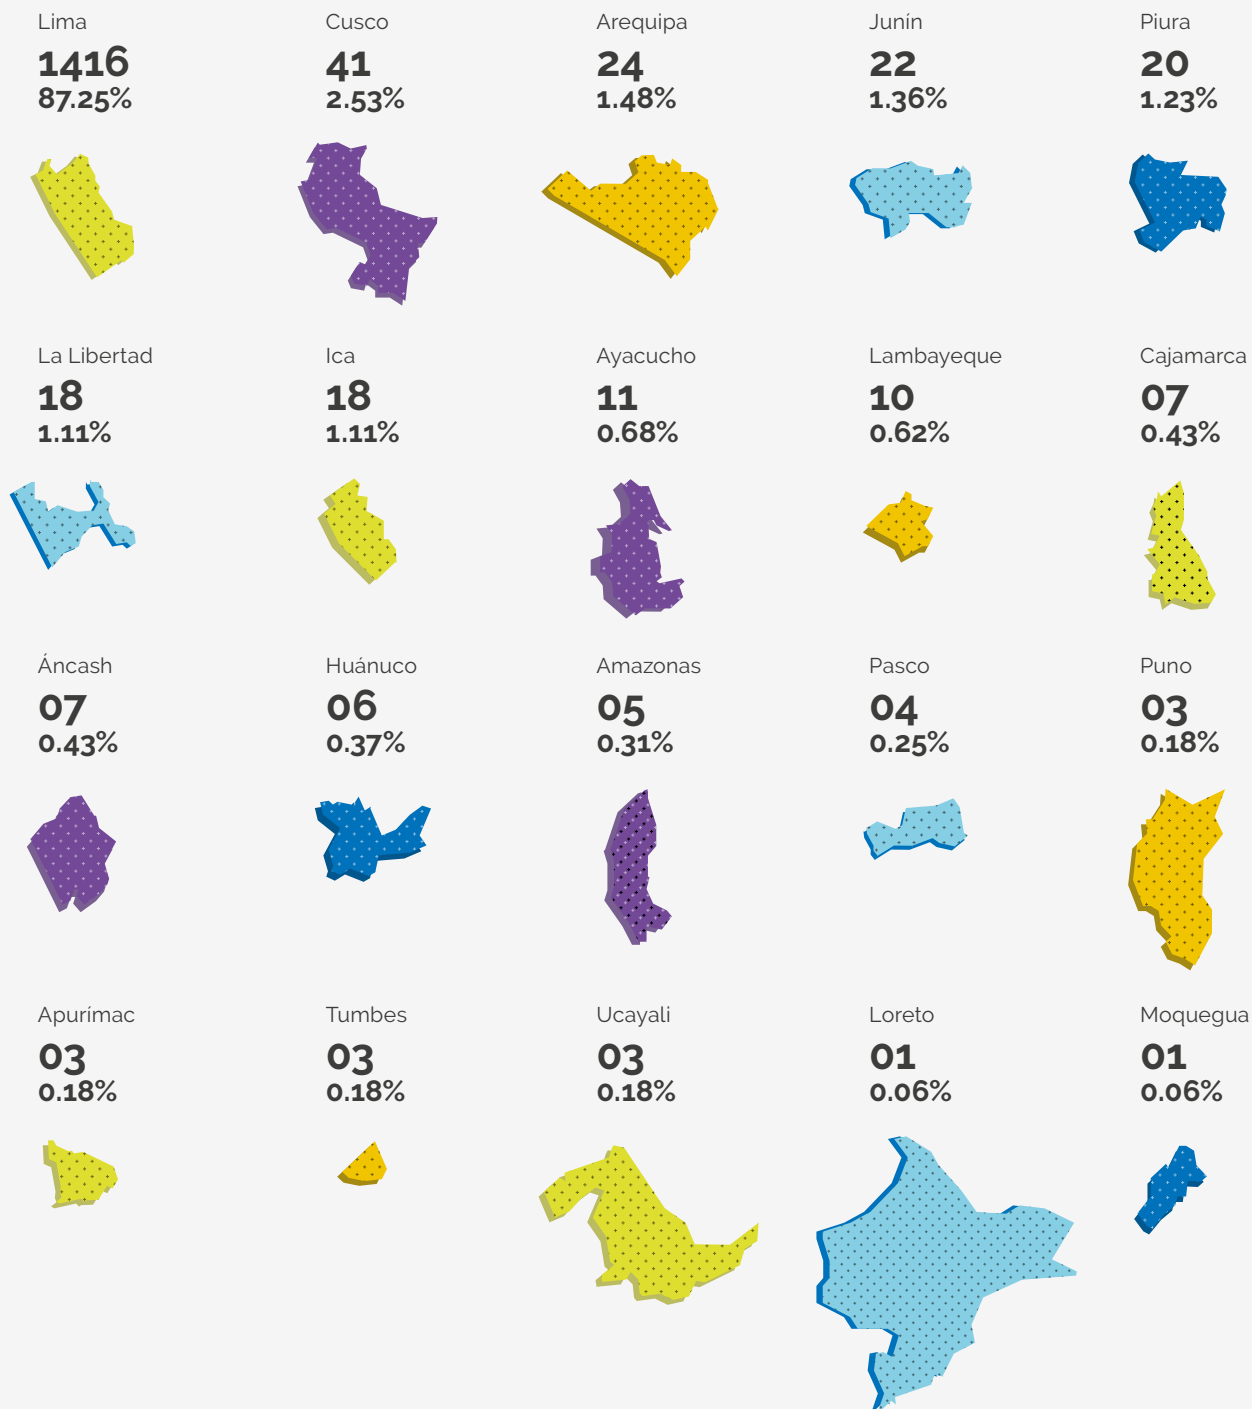 Lima
1416
87.25%
Cusco
41
2.53%
Arequipa
24
1.48%
Junín
22
1.36%
Piura
20
1.23%
La Libertad
18
1.11%
Ica
18
1.11%
Ayacucho
11
0.68%
Lambayeque
10
0.62%
Cajamarca
07
0.43%
Áncash
07
0.43%
Huánuco
06
0.37%
Amazonas
05
0.31%
Pasco
04
0.25%
Puno
03
0.18%
Apurímac
03
0.18%
Tumbes
03
0.18%
Ucayali
03
0.18%
Loreto
01
0.06%
Moquegua
01
0.06%